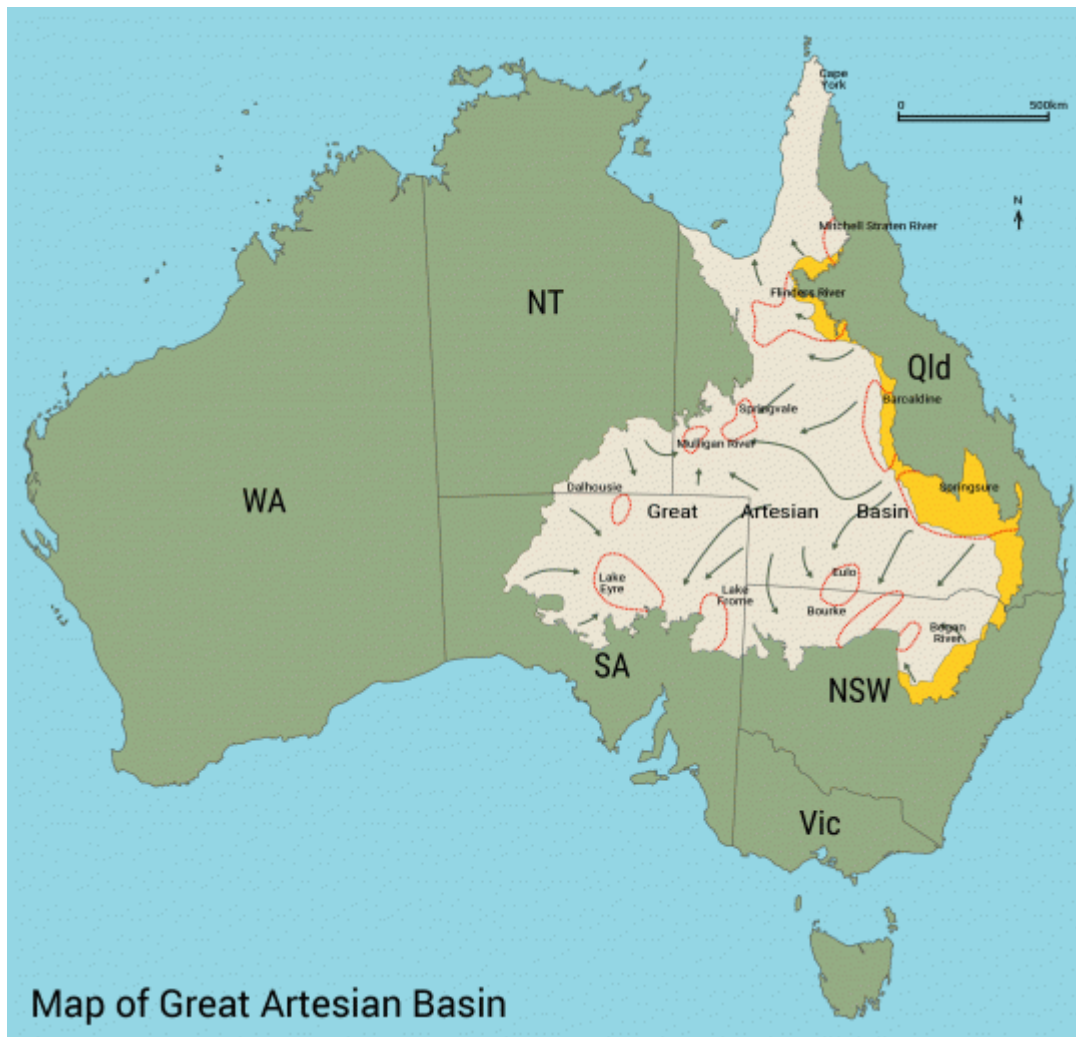 Cape
York
0 500km
N
Mitchell Straten River
Flinders River
NT
Qld
Barcaldine
Springvale
Mulligan River
WA
Dalhousie
Springsure
Great Artesian Basin
Lake
Eyre
Eulo
Lake
Frome
Bourke
Bogan
River
SA
NSW
Vic
Map of Great Artesian Basin